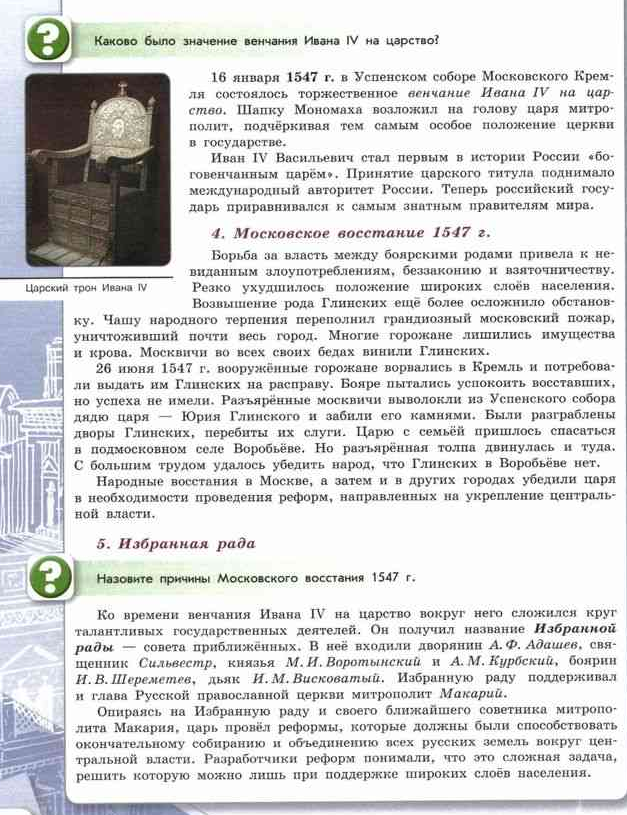 ?
Каково было значение венчания Ивана IV на царство?
16 января 1547 г. в Успенском соборе Московского Крем-
ля состоялось торжественное венчание Ивана IV на цар-
ство. Шапку Мономаха возложил на голову царя митро-
полит, подчёркивая тем самым особое положение церкви
в государстве.
Иван IV Васильевич стал первым в истории России «бо-
говенчанным царём». Принятие царского титула поднимало
международный авторитет России. Теперь российский госу-
дарь приравнивался к самым знатным правителям мира.
Царский трон Ивана IV
4. Московское восстание 1547 г.
Борьба за власть между боярскими родами привела к не-
виданным злоупотреблениям, беззаконию и взяточничеству.
Резко ухудшилось положение широких слоёв населения.
Возвышение рода Глинских ещё более осложнило обстанов-
ку. Чашу народного терпения переполнил грандиозный московский пожар,
уничтоживший почти весь город. Многие горожане лишились имущества
и крова. Москвичи во всех своих бедах винили Глинских.
26 июня 1547 г. вооружённые горожане ворвались в Кремль и потребова-
ли выдать им Глинских на расправу. Бояре пытались успокоить восставших,
но успеха не имели. Разъярённые москвичи выволокли из Успенского собора
дядю царя — Юрия Глинского и забили его камнями. Были разграблены
дворы Глинских, перебиты их слуги. Царю с семьёй пришлось спасаться
в подмосковном селе Воробьёве. Но разъярённая толпа двинулась и туда.
С большим трудом удалось убедить народ, что Глинских в Воробьёве нет.
Народные восстания в Москве, а затем и в других городах убедили царя
в необходимости проведения реформ, направленных на укрепление централь-
ной власти.
5. Избранная рада
?
Назовите причины Московского восстания 1547 г.
Ко времени венчания Ивана IV на царство вокруг него сложился круг
талантливых государственных деятелей. Он получил название Избранной
рады — совета приближённых. В неё входили дворянин А. Ф. Адашев, свя-
щенник Сильвестр, князья М. И. Воротынский и А. М. Курбский, боярин
И. В. Шереметев, дьяк И. М. Висковатый. Избранную раду поддерживал
и глава Русской православной церкви митрополит Макарий.
Опираясь на Избранную раду и своего ближайшего советника митропо-
лита Макария, царь провёл реформы, которые должны были способствовать
окончательному собиранию и объединению всех русских земель вокруг цен-
тральной власти. Разработчики реформ понимали, что это сложная задача,
решить которую можно лишь при поддержке широких слоёв населения.